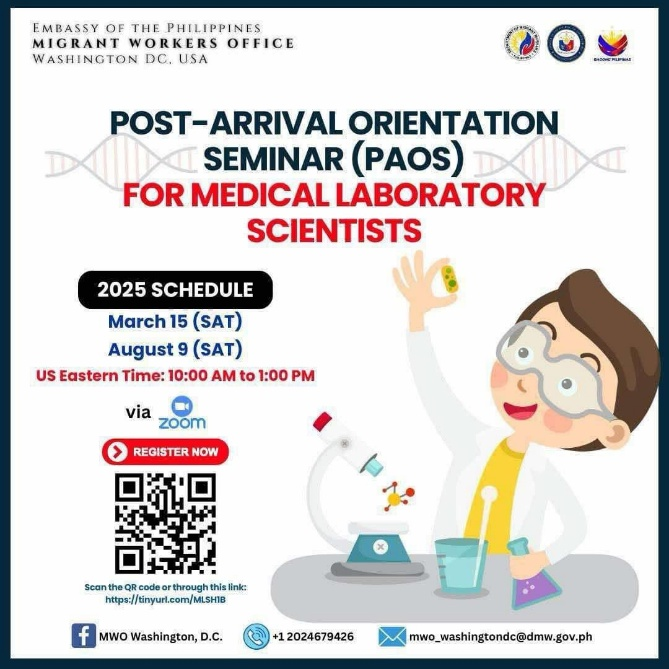 EMBASSY OF THE PHILIPPINES
MIGRANT WORKERS OFFICE
WASHINGTON DC, USA
BAGONG PILIPINAS
POST-ARRIVAL ORIENTATION
SEMINAR (PAOS)
FOR MEDICAL LABORATORY
SCIENTISTS
2025 SCHEDULE
March 15 (SAT)
August 9 (SAT)
US Eastern Time: 10:00 AM to 1:00 PM
via zoom
REGISTER NOW
Scan the QR code or through this link:
https://tinyurl.com/MLSH1B
MWO Washington, D.C. +1 2024679426 mwo_washingtondc@dmw.gov.ph